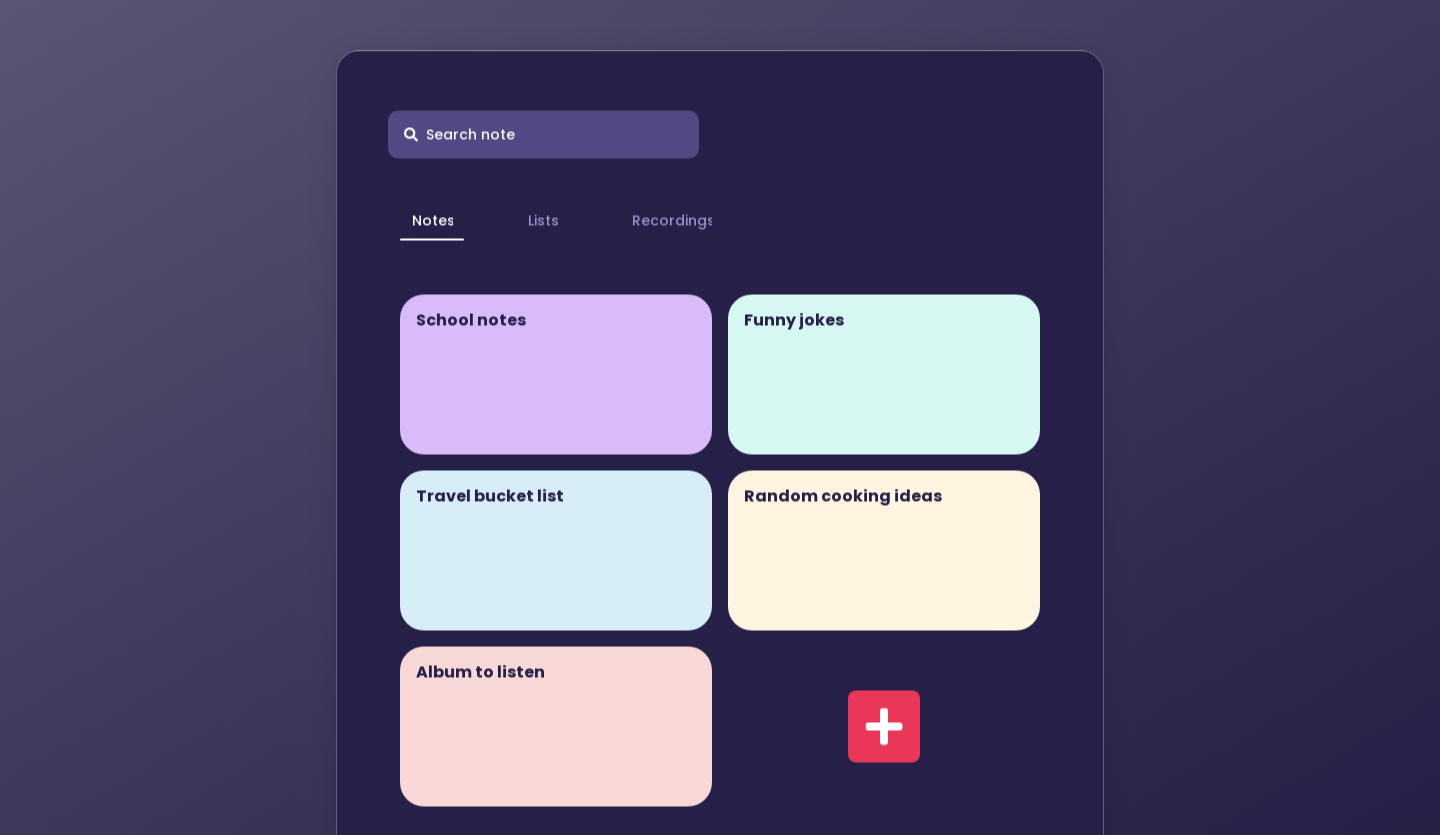 Search note
Notes
Lists
Recordings
School notes
Funny jokes
Travel bucket list
Random cooking ideas
Album to listen